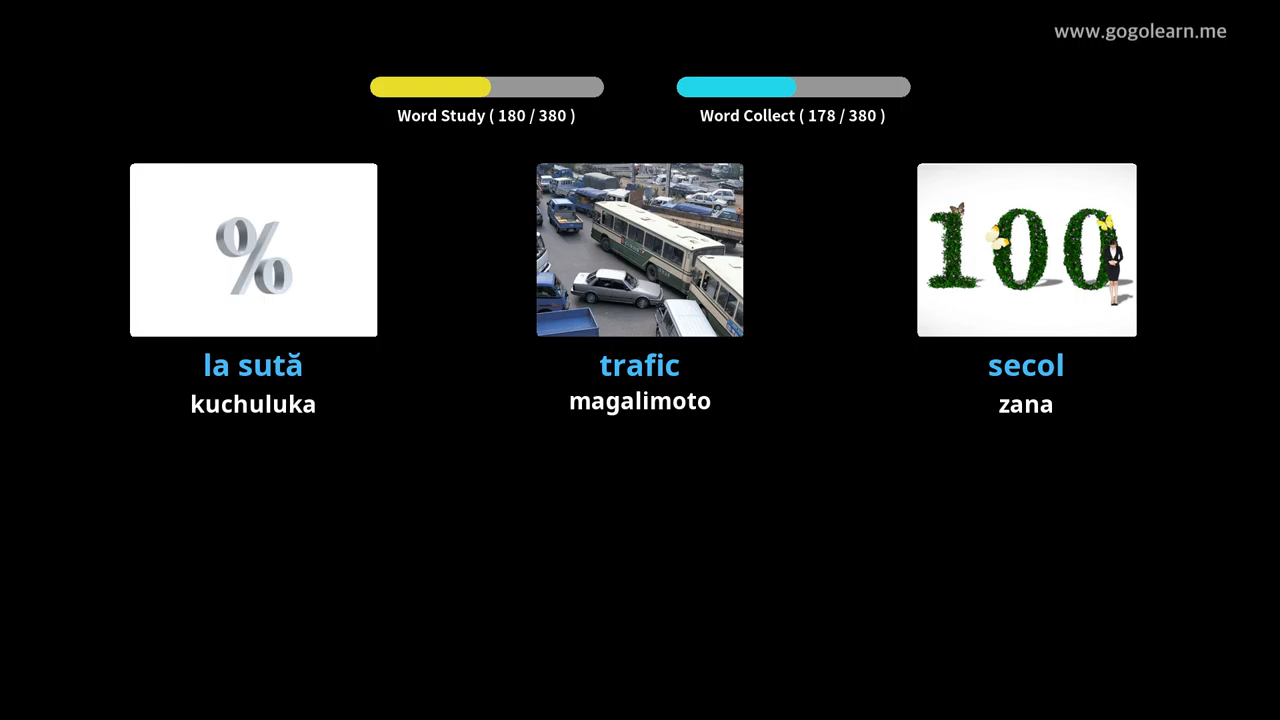 www.gogolearn.me
Word Study ( 180 / 380 )
Word Collect ( 178 / 380 )
%
100
la sută
trafic
secol
kuchuluka
magalimoto
zana